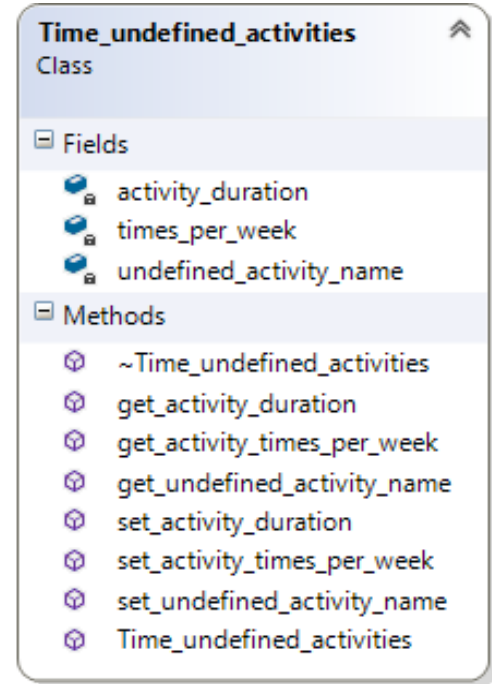 Time_undefined_activities
Class
Fields
activity_duration
times_per_week
undefined_activity_name
Methods
~Time_undefined_activities
get_activity_duration
get_activity_times_per_week
get_undefined_activity_name
set_activity_duration
set_activity_times_per_week
set_undefined_activity_name
Time_undefined_activities